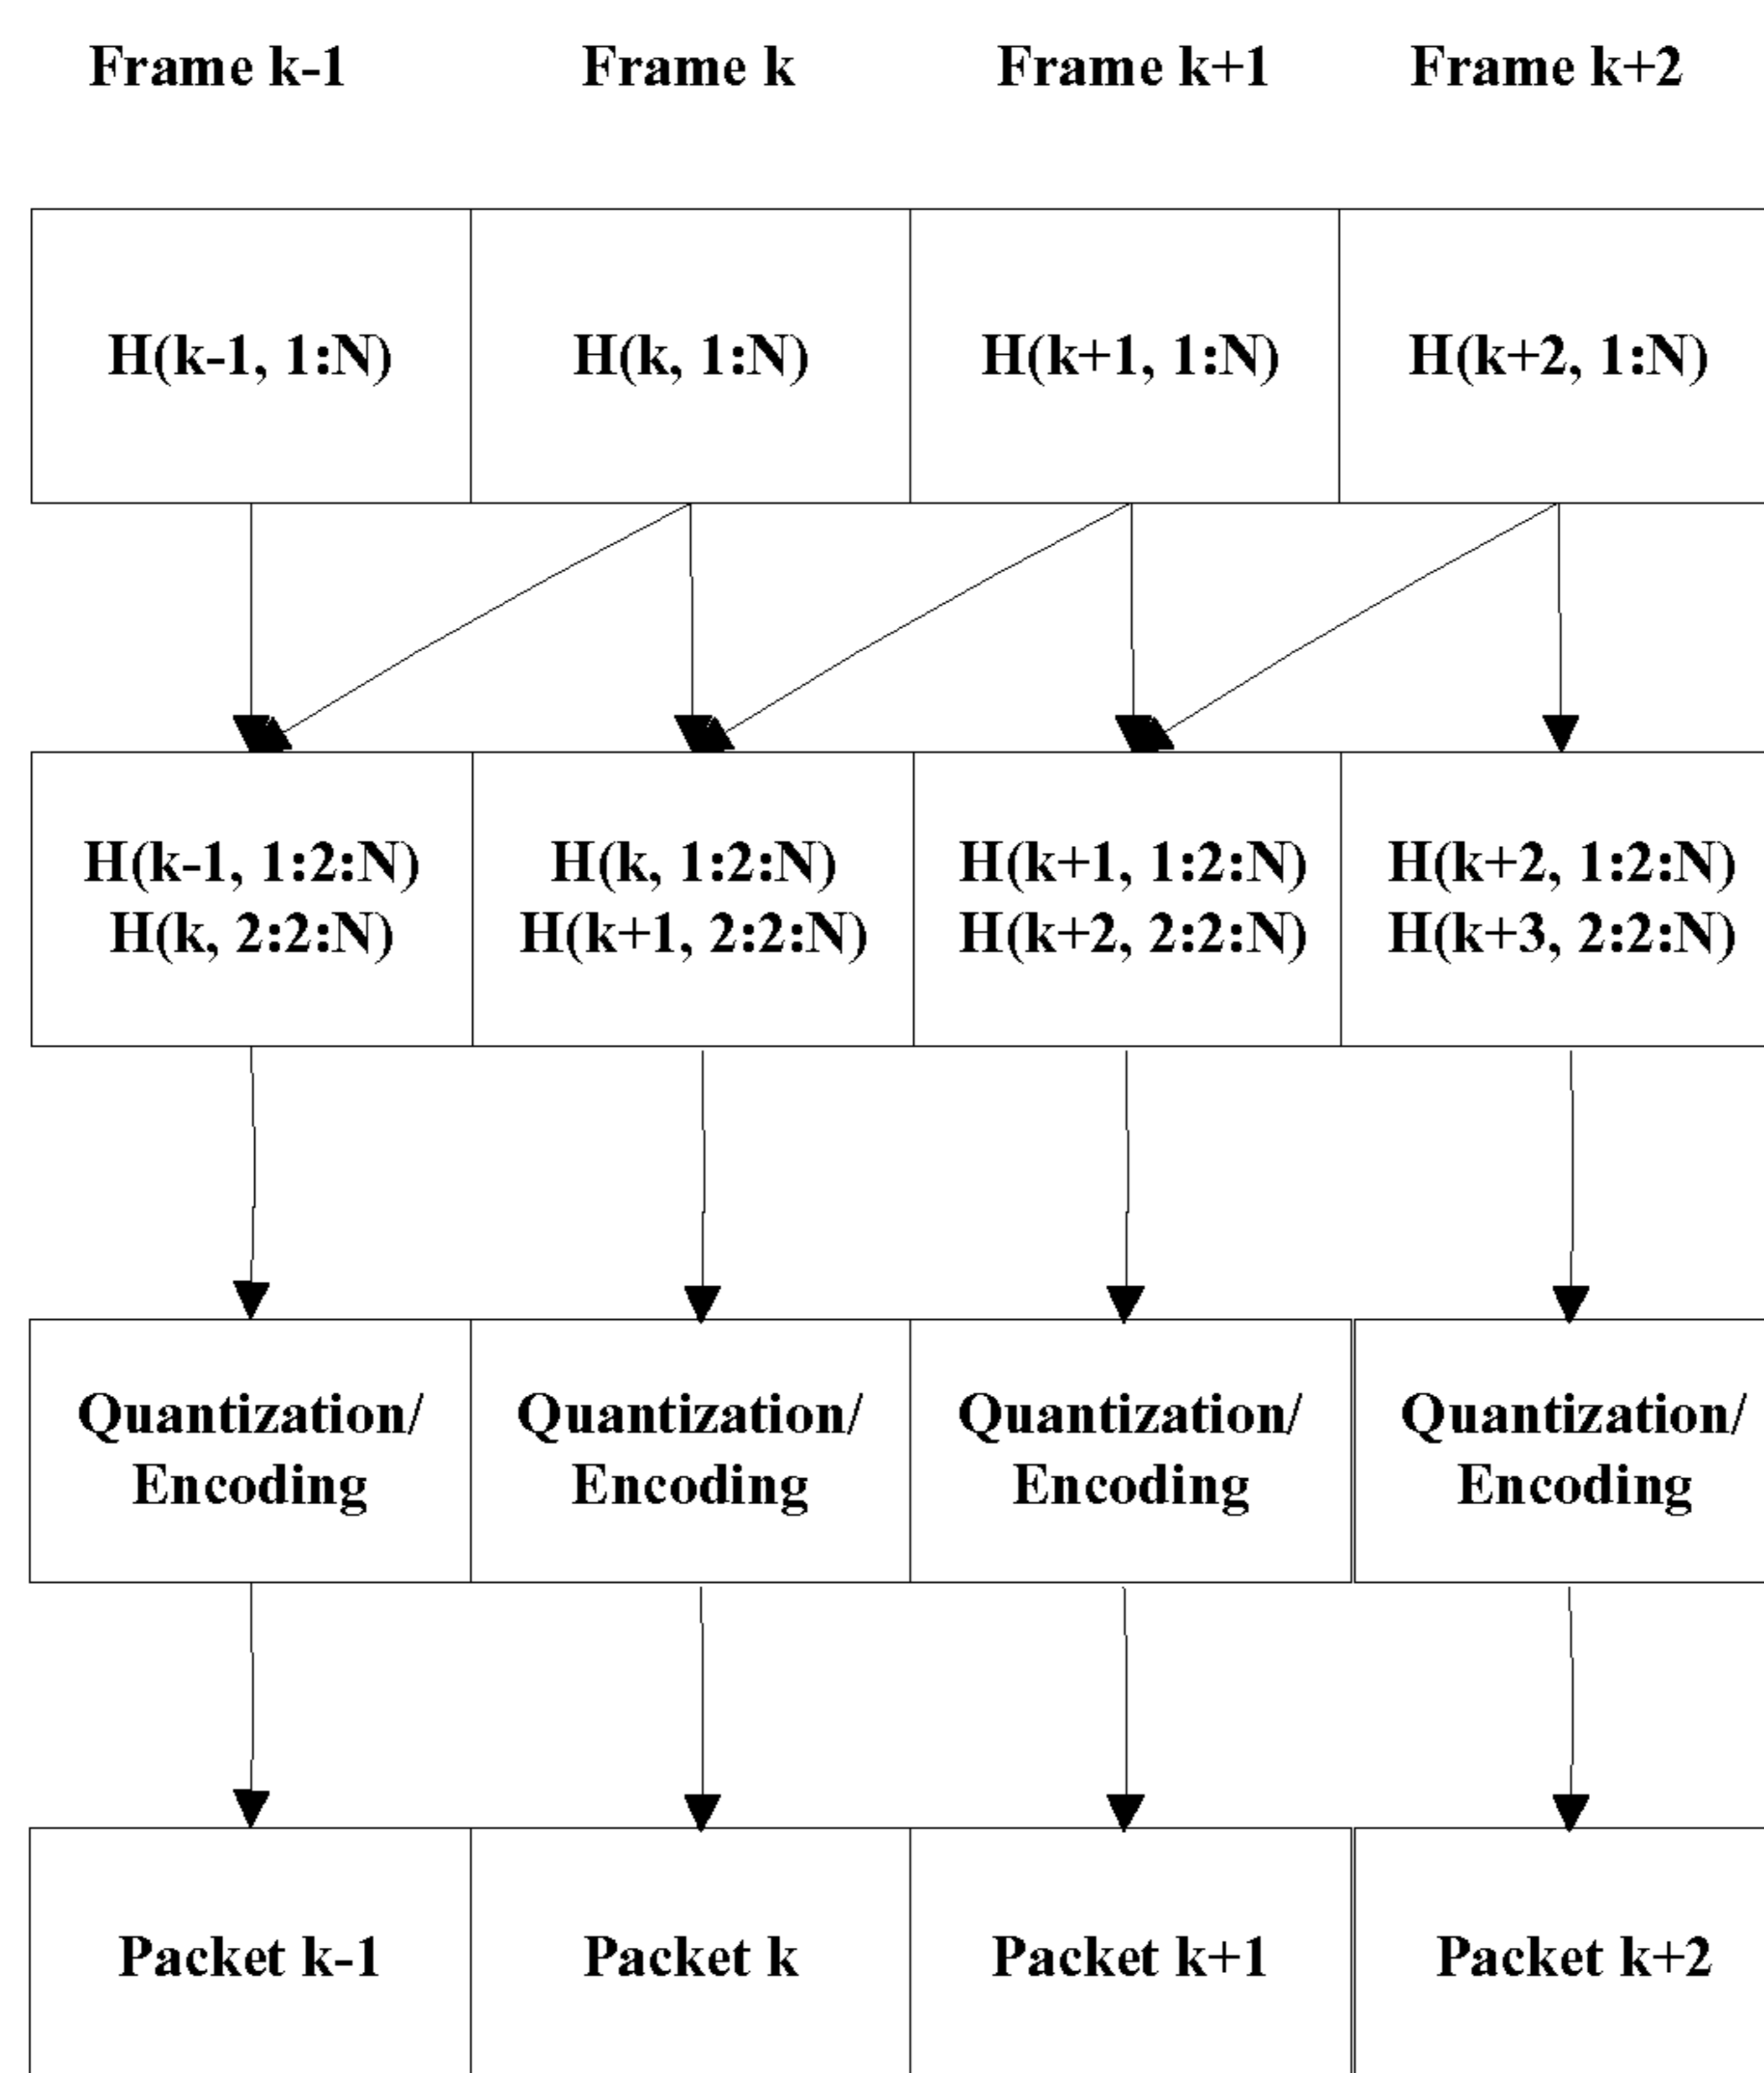 Frame k-1 Frame k Frame k+1 Frame k+2
H(k-1, 1:N) H(k, 1:N) H(k+1, 1:N) H(k+2, 1:N)
H(k-1, 1:2:N) H(k, 1:2:N) H(k+1, 1:2:N) H(k+2, 1:2:N)
H(k, 2:2:N) H(k+1, 2:2:N) H(k+2, 2:2:N) H(k+3, 2:2:N)
Quantization/ Quantization/ Quantization/ Quantization/
Encoding Encoding Encoding Encoding
Packet k-1 Packet k Packet k+1 Packet k+2